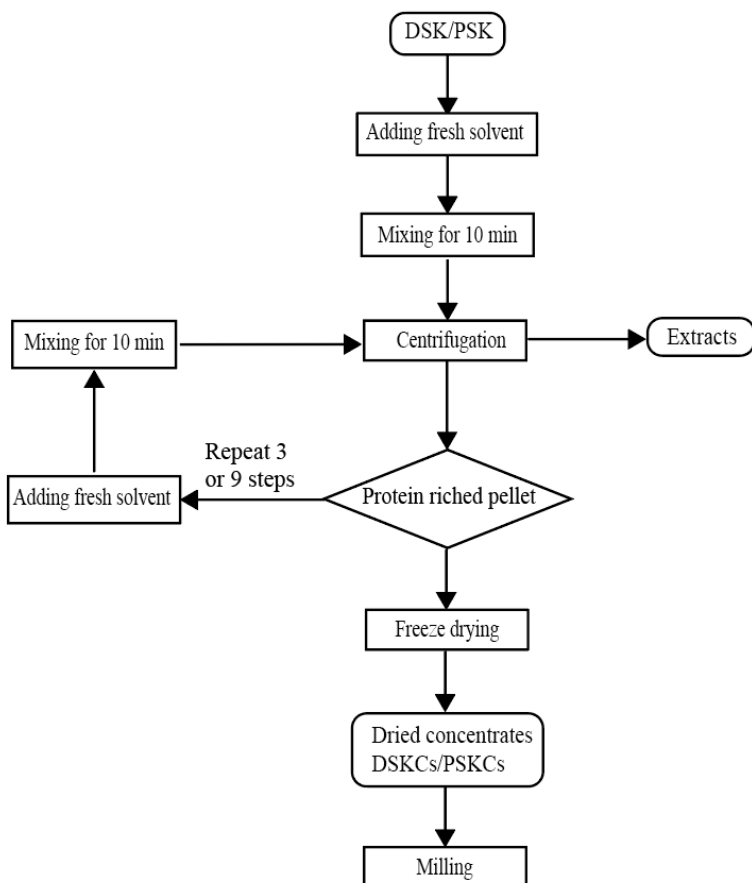 DSK/PSK
Adding fresh solvent
Mixing for 10 min
Mixing for 10 min
Centrifugation
Extracts
Repeat 3
or 9 steps
Adding fresh solvent
Protein riched pellet
Freeze drying
Dried concentrates
DSKCs/PSKCs
Milling